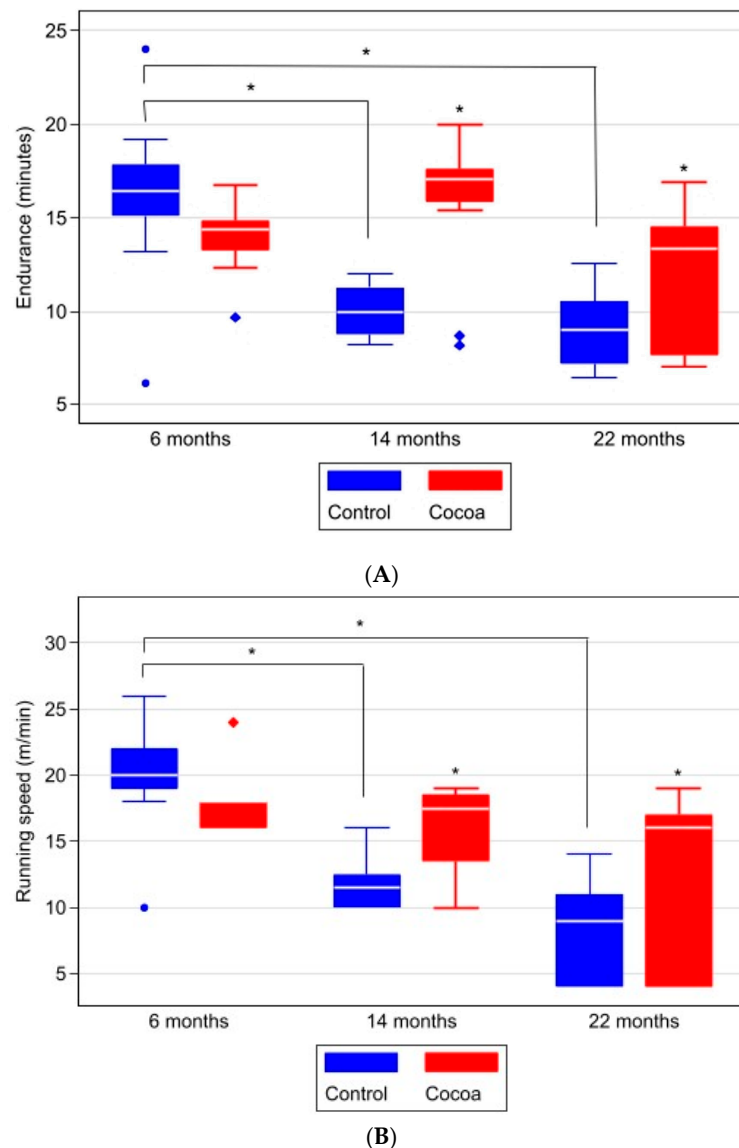 25
20
15
10
5
Endurance (minutes)
*
*
*
*
6 months 14 months 22 months
Control Cocoa
(A)
30
25
20
15
10
5
Running speed (m/min)
*
*
*
*
6 months 14 months 22 months
Control Cocoa
(B)